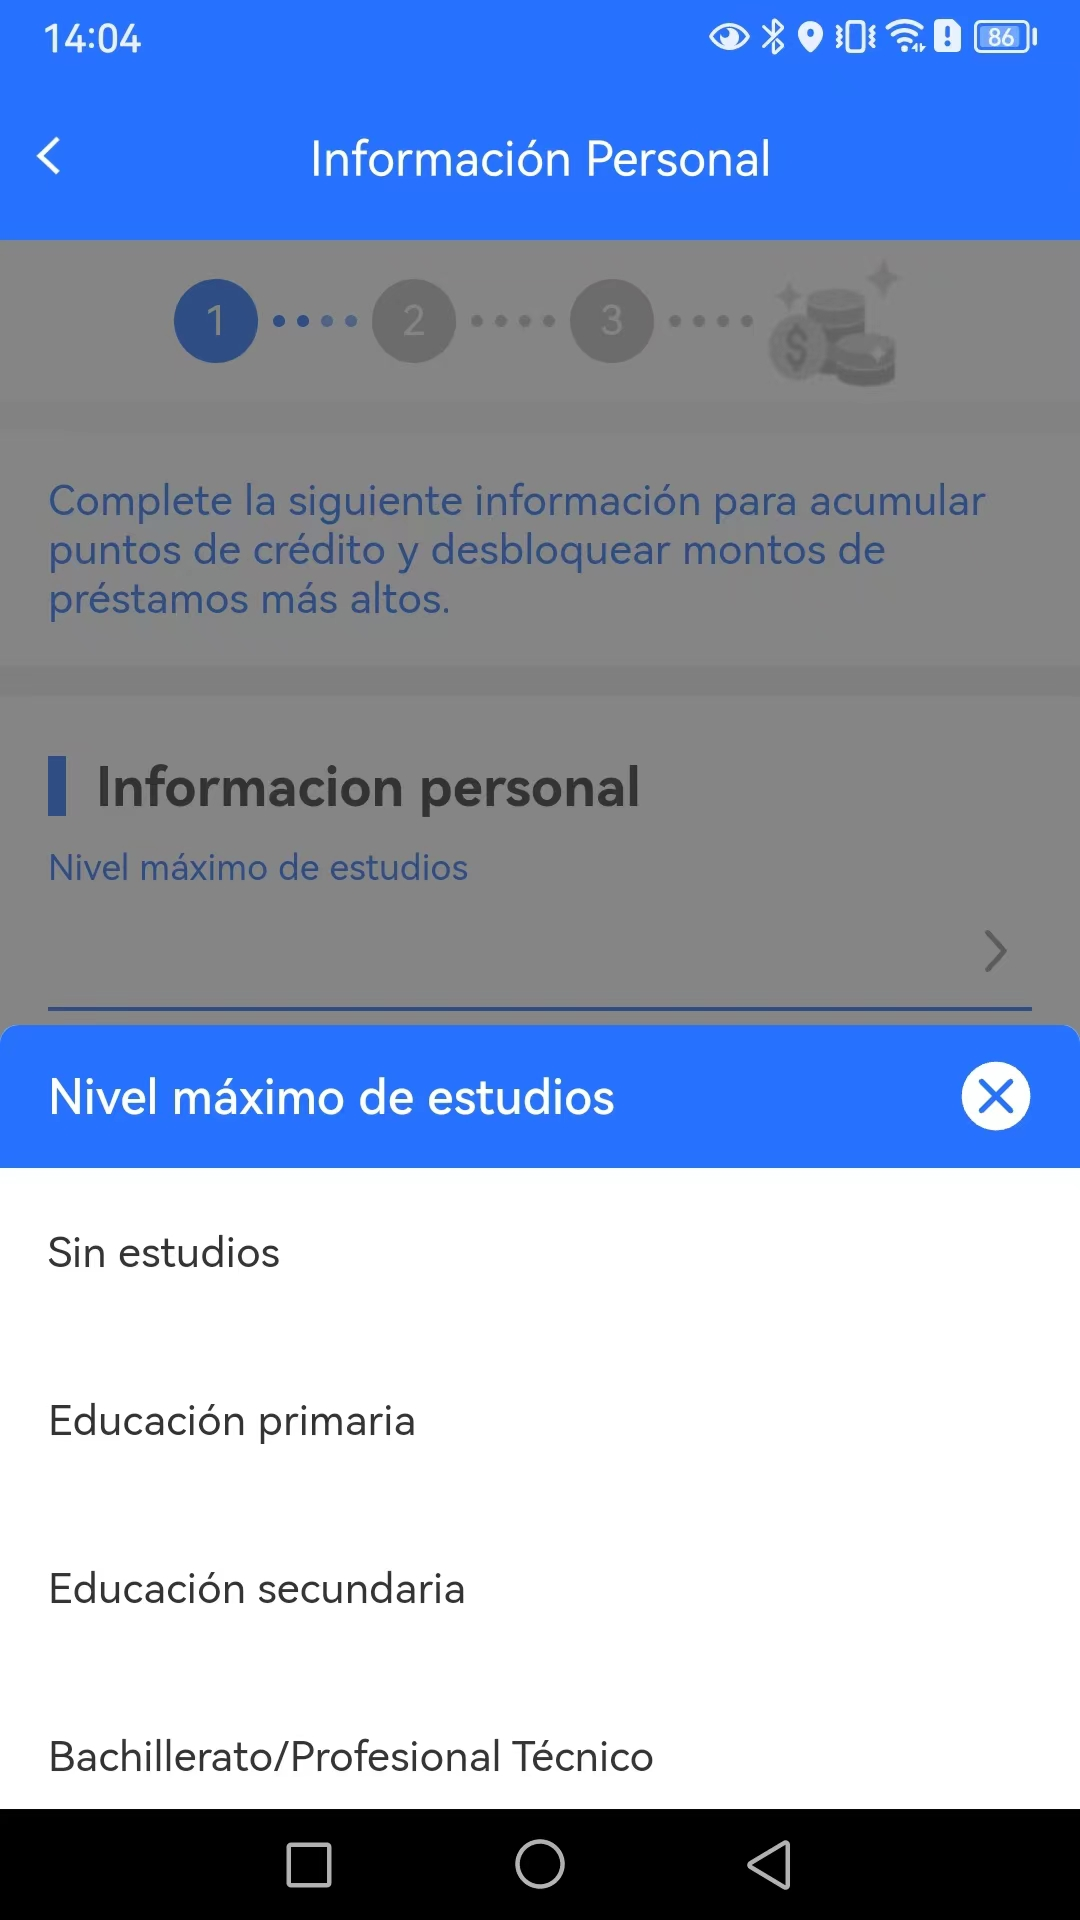 14:04
86
Información Personal
1
2
3
$
Complete la siguiente información para acumular
puntos de crédito y desbloquear montos de
préstamos más altos.
Informacion personal
Nivel máximo de estudios
Nivel máximo de estudios
Sin estudios
Educación primaria
Educación secundaria
Bachillerato/Profesional Técnico